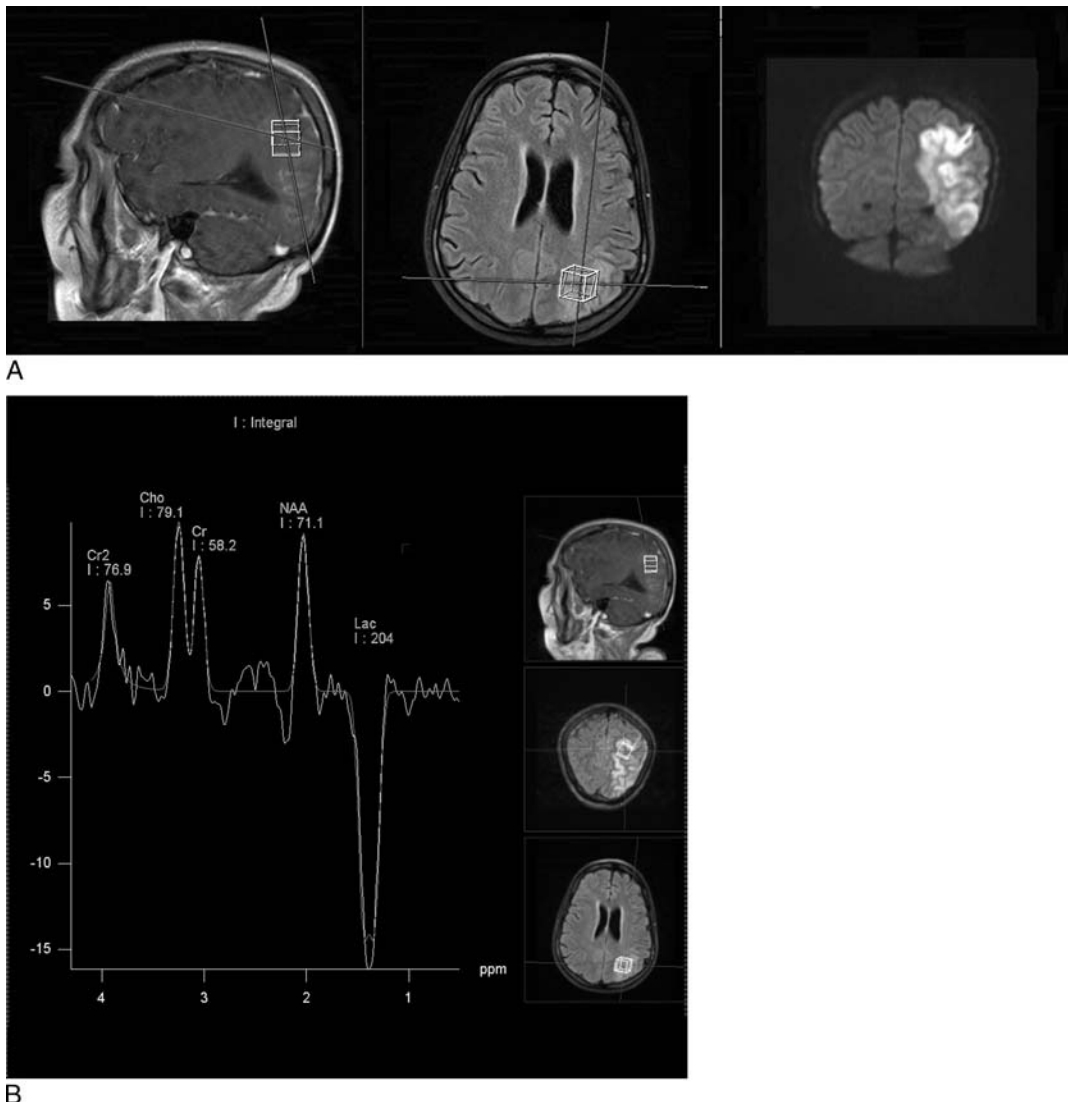 A
I : Integral
Cho
I : 79.1
Cr
I : 58.2
NAA
I : 71.1
Cr2
I : 76.9
Lac
I : 204
5
0
-5
-10
-15
ppm
4 3 2 1
B